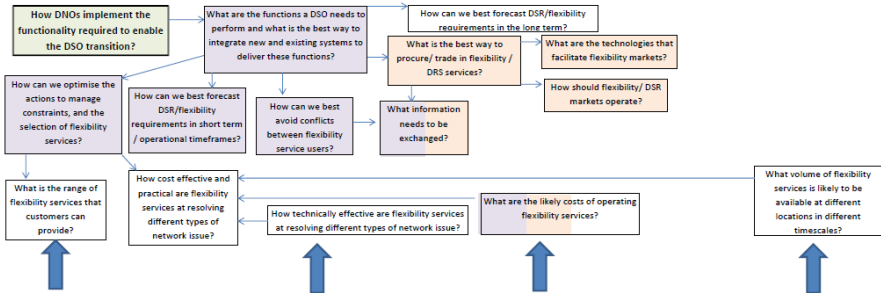 How DNOs implement the
functionality required to enable
the DSO transition?
What are the functions a DSO needs to
perform and what is the best way to
integrate new and existing systems to
deliver these functions?
How can we best forecast DSR/flexibility
requirements in the long term?
What is the best way to
procure/ trade in flexibility /
DRS services?
What are the technologies that
facilitate flexibility markets?
How should flexibility/ DSR
markets operate?
How can we optimise the
actions to manage
constraints, and the
selection of flexibility
services?
How can we best forecast
DSR/flexibility
requirements in short term
/ operational timeframes?
How can we best
avoid conflicts
between flexibility
service users?
What information
needs to be
exchanged?
What is the range of
flexibility services that
customers can
provide?
How cost effective and
practical are flexibility
services at resolving
different types of
network issue?
How technically effective are flexibility services
at resolving different types of network issue?
What are the likely costs of operating
flexibility services?
What volume of flexibility
services is likely to be
available at different
locations in different
timescales?